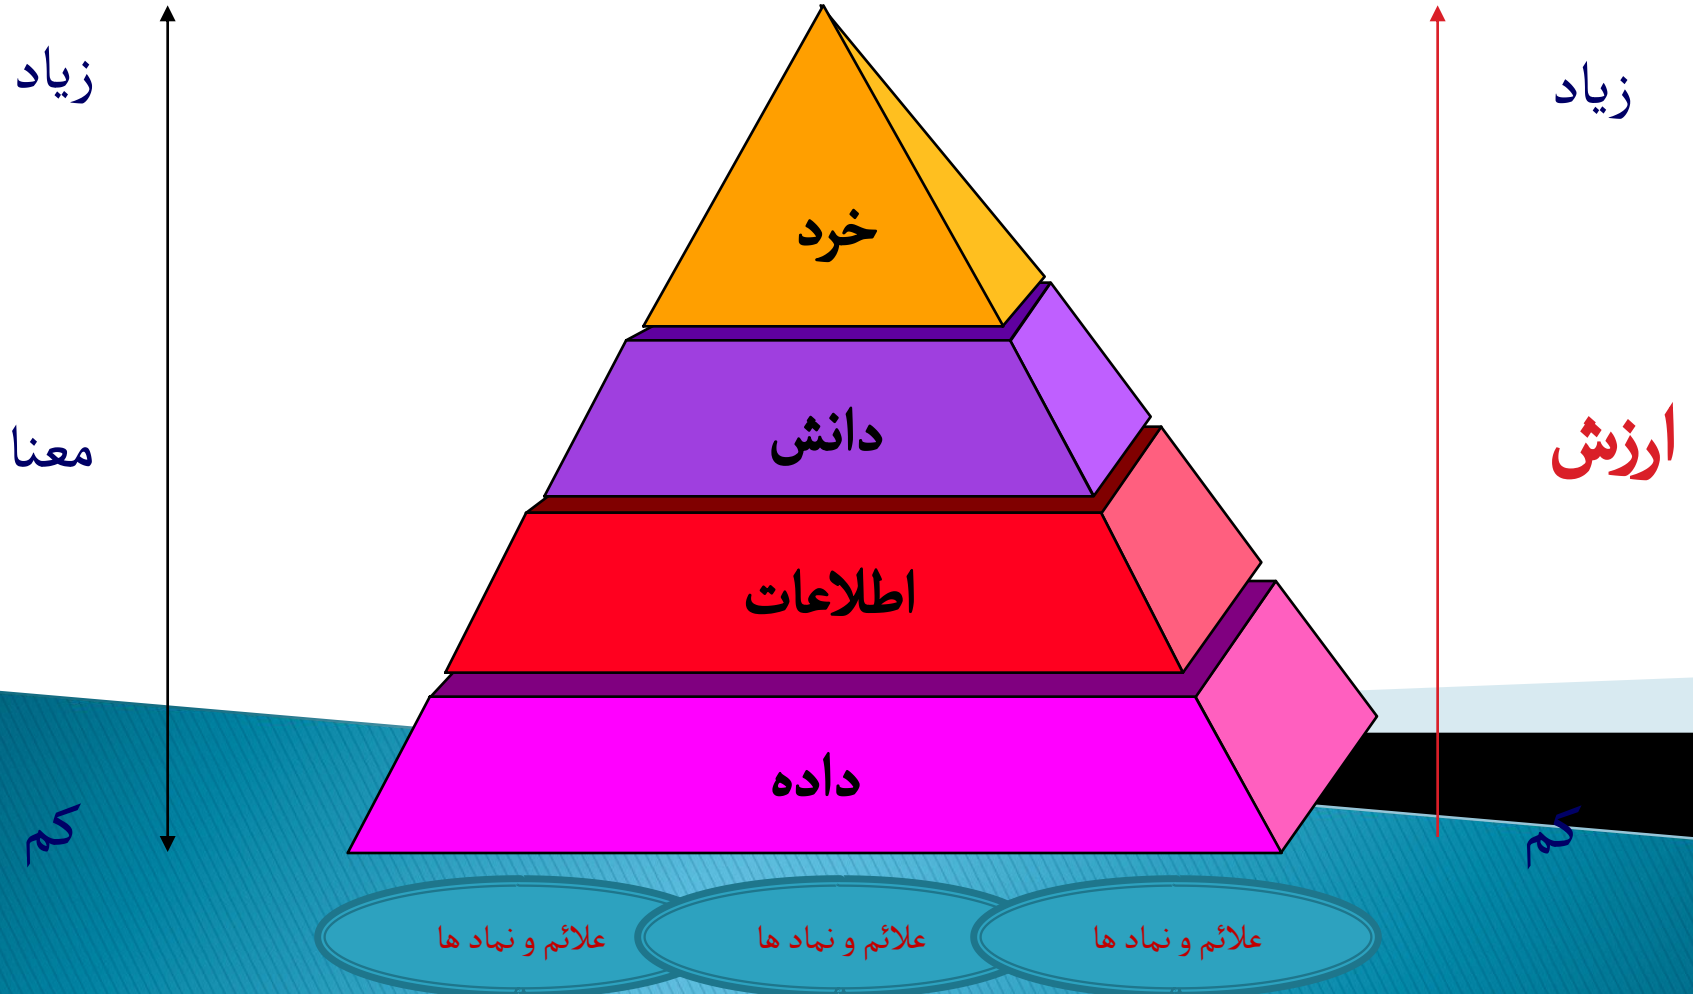 زیاد
زیاد
خرد
دانش
ارزش
معنا
اطلاعات
داده
کم
کم
علائم و نماد ها
علائم و نماد ها
علائم و نماد ها